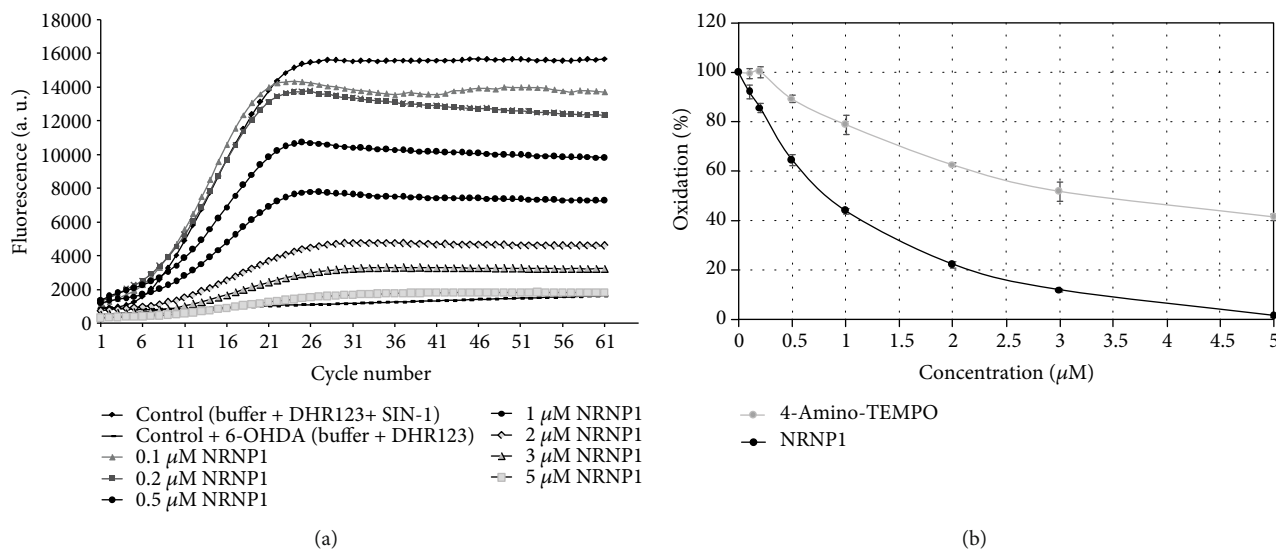 18000
16000
14000
12000
10000
8000
6000
4000
2000
0
Fluorescence (a. u.)
1 6 11 16 21 26 31 36 41 46 51 56 61
Cycle number
Control (buffer + DHR123+ SIN-1)
Control + 6-OHDA (buffer + DHR123)
0.1 μM NRNP1
0.2 μM NRNP1
0.5 μM NRNP1
1 μM NRNP1
2 μM NRNP1
3 μM NRNP1
5 μM NRNP1
(a)
120
100
80
60
40
20
0
Oxidation (%)
0 0.5 1 1.5 2 2.5 3 3.5 4 4.5 5
Concentration (μM)
4-Amino-TEMPO
NRNP1
(b)